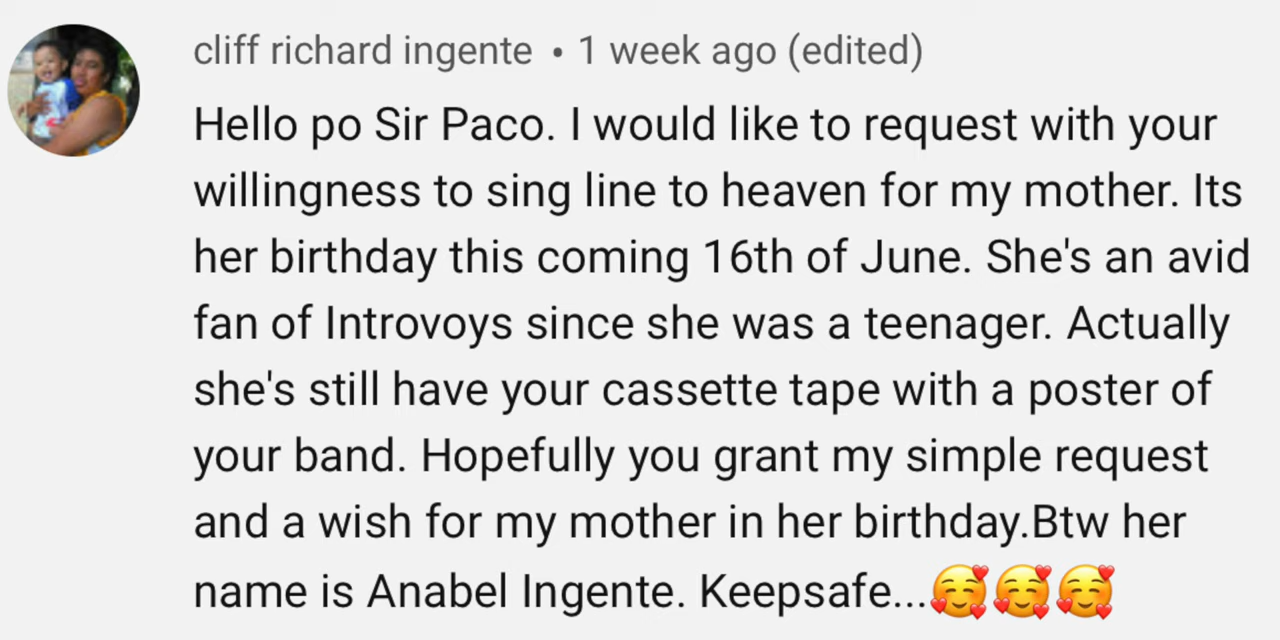 cliff richard ingente • 1 week ago (edited)
Hello po Sir Paco. I would like to request with your
willingness to sing line to heaven for my mother. Its
her birthday this coming 16th of June. She's an avid
fan of Introvoys since she was a teenager. Actually
she's still have your cassette tape with a poster of
your band. Hopefully you grant my simple request
and a wish for my mother in her birthday.Btw her
name is Anabel Ingente. Keepsafe...🥰🥰🥰